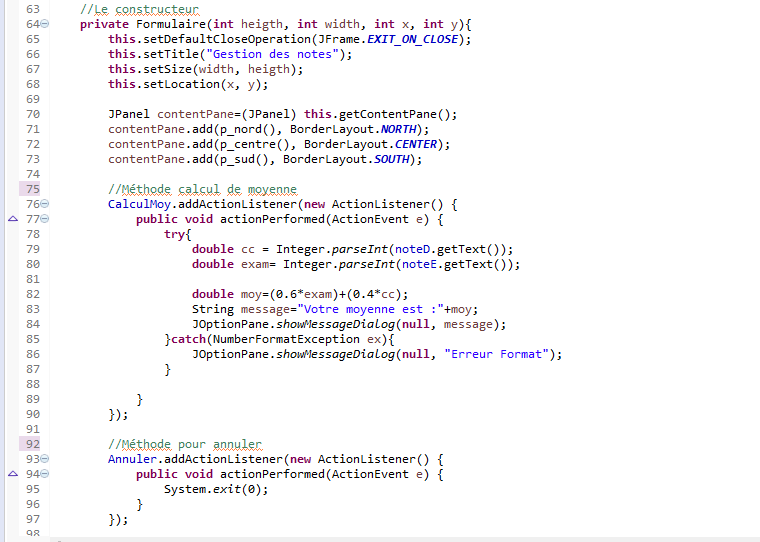 63 //Le constructeur
64 private Formulaire(int heigth, int width, int x, int y){
65 this.setDefaultCloseOperation(JFrame.EXIT_ON_CLOSE);
66 this.setTitle("Gestion des notes");
67 this.setSize(width, heigth);
68 this.setLocation(x, y);
69
70 JPanel contentPane=(JPanel) this.getContentPane();
71 contentPane.add(p_nord(), BorderLayout.NORTH);
72 contentPane.add(p_centre(), BorderLayout.CENTER);
73 contentPane.add(p_sud(), BorderLayout.SOUTH);
74
75 //Méthode calcul de moyenne
76 CalculMoy.addActionListener(new ActionListener() {
77 public void actionPerformed(ActionEvent e) {
78 try{
79 double cc = Integer.parseInt(noteD.getText());
80 double exam= Integer.parseInt(noteE.getText());
81
82 double moy=(0.6*exam)+(0.4*cc);
83 String message="Votre moyenne est :"+moy;
84 JOptionPane.showMessageDialog(null, message);
85 }catch(NumberFormatException ex){
86 JOptionPane.showMessageDialog(null, "Erreur Format");
87 }
88
89 }
90 });
91
92 //Méthode pour annuler
93 Annuler.addActionListener(new ActionListener() {
94 public void actionPerformed(ActionEvent e) {
95 System.exit(0);
96 }
97 });
98